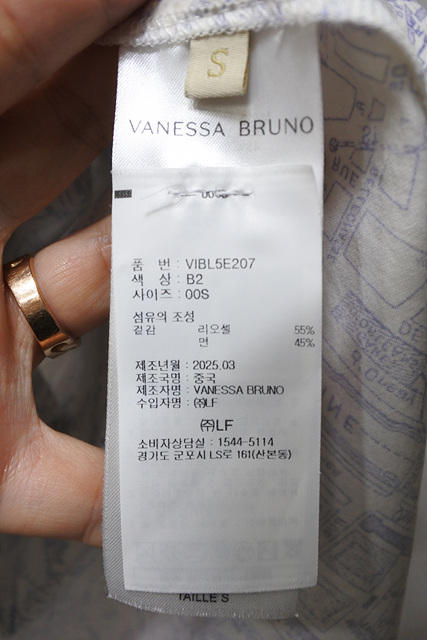 S
VANESSA BRUNO
품 번 : VIBL5E207
색 상 : B2
사이즈 : 00S
섬유의 조성
겉감 리오셀 55%
면 45%
제조년월 : 2025.03
제조국명 : 중국
제조자명 : VANESSA BRUNO
수입자명 : ㈜LF
㈜LF
소비자상담실 : 1544-5114
경기도 군포시 LS로 161(산본동)
TAILLE S
RUE